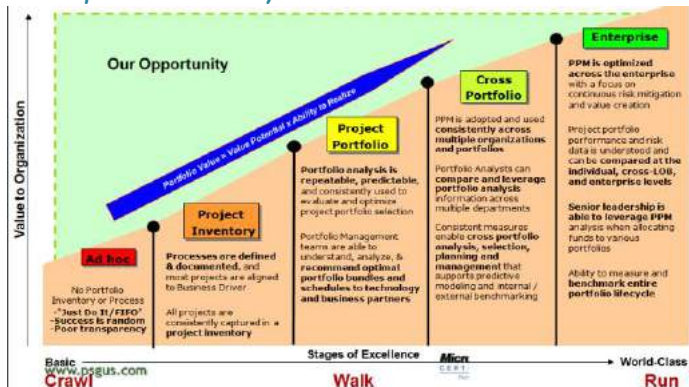 Our Opportunity
Value to Organization
Portfolio Value = Value Potential x Ability to Realize
Ad hoc
No Portfolio
Inventory or Process
-"Just Do It/FIFO"
-Success is random
-Poor transparency
Project
Inventory
Processes are defined
& documented, and
most projects are aligned
to Business Driver
All projects are
consistently captured in a
project inventory
Project
Portfolio
Portfolio analysis is
repeatable, predictable,
and consistently used to
evaluate and optimize
project portfolio selection
Portfolio Management
teams are able to
understand, analyze, &
recommend optimal
portfolio bundles and
schedules to technology
and business partners
Cross
Portfolio
PPM is adopted and used
consistently across
multiple organizations
and portfolios
Portfolio Analysts can
compare and leverage
portfolio analysis
information across
multiple departments
Consistent measures
enable cross portfolio
analysis, selection,
planning and
management that
supports predictive
modeling and internal /
external benchmarking
Enterprise
PPM is optimized
across the enterprise
with a focus on
continuous risk mitigation
and value creation
Project portfolio
performance and risk
data is understood and
can be compared at the
individual, cross-LOB,
and enterprise levels
Senior leadership is
able to leverage PPM
analysis when allocating
funds to various
portfolios
Ability to measure and
benchmark entire
portfolio lifecycle
Basic
Stages of Excellence
World-Class
www.psgus.com
Micr
CERT
Crawl
Walk
Run